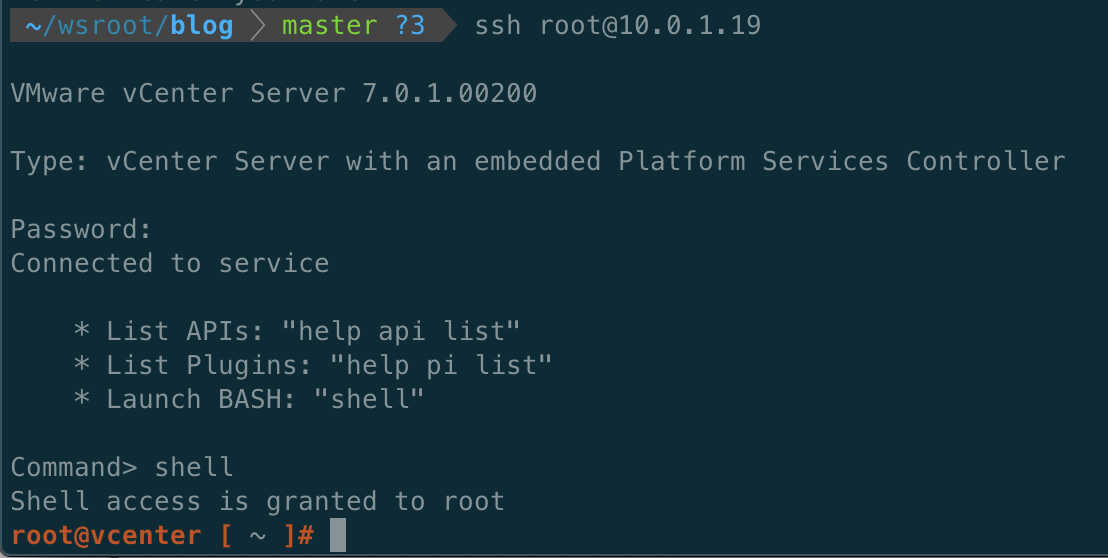 ~/wsroot/blog master ?3 ssh root@10.0.1.19
VMware vCenter Server 7.0.1.00200
Type: vCenter Server with an embedded Platform Services Controller
Password:
Connected to service
* List APIs: "help api list"
* List Plugins: "help pi list"
* Launch BASH: "shell"
Command> shell
Shell access is granted to root
root@vcenter [ ~ ]#